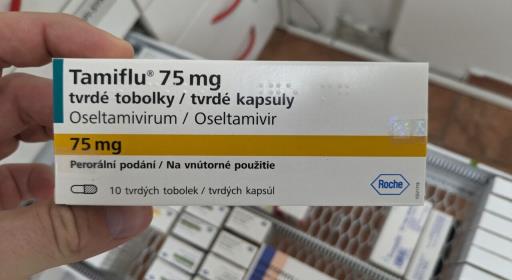 Tamiflu® 75 mg
tvrdé tobolky / tvrdé kapsuly
Oseltamivirum / Oseltamivir
75 mg
Perorální podání / Na vnútorné použitie
10 tvrdých tobolek / tvrdých kapsúl
Roche